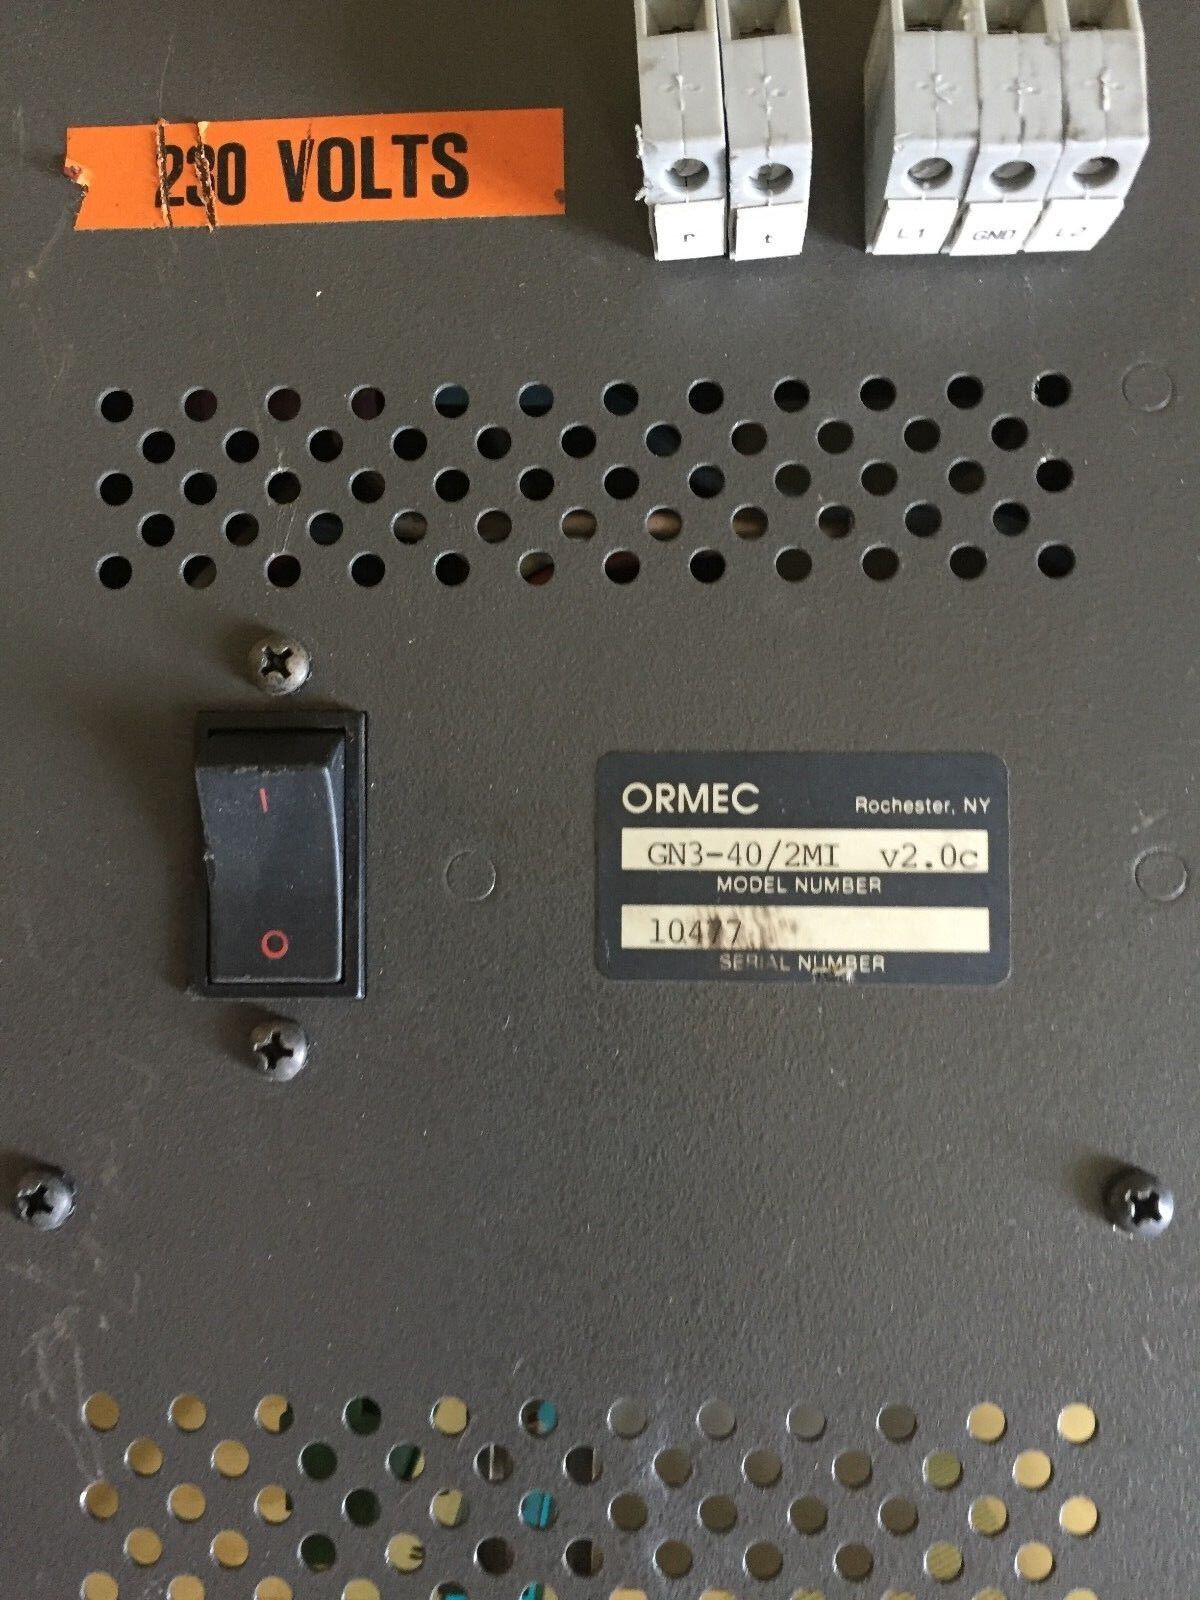 230 VOLTS
r t L1 GND L2
I
O
ORMEC Rochester, NY
GN3-40/2MI v2.0c
MODEL NUMBER
10477
SERIAL NUMBER